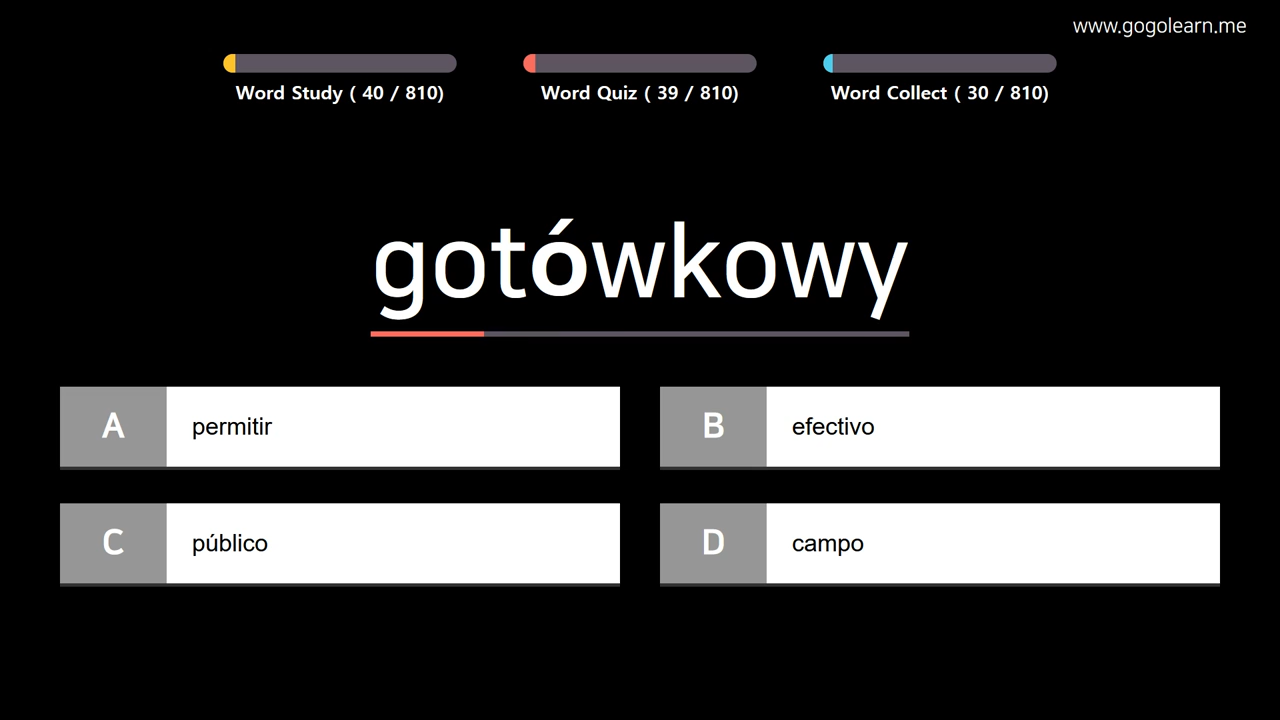 www.gogolearn.me
Word Study ( 40 / 810)
Word Quiz ( 39 / 810)
Word Collect ( 30 / 810)
gotówkowy
A permitir
B efectivo
C público
D campo